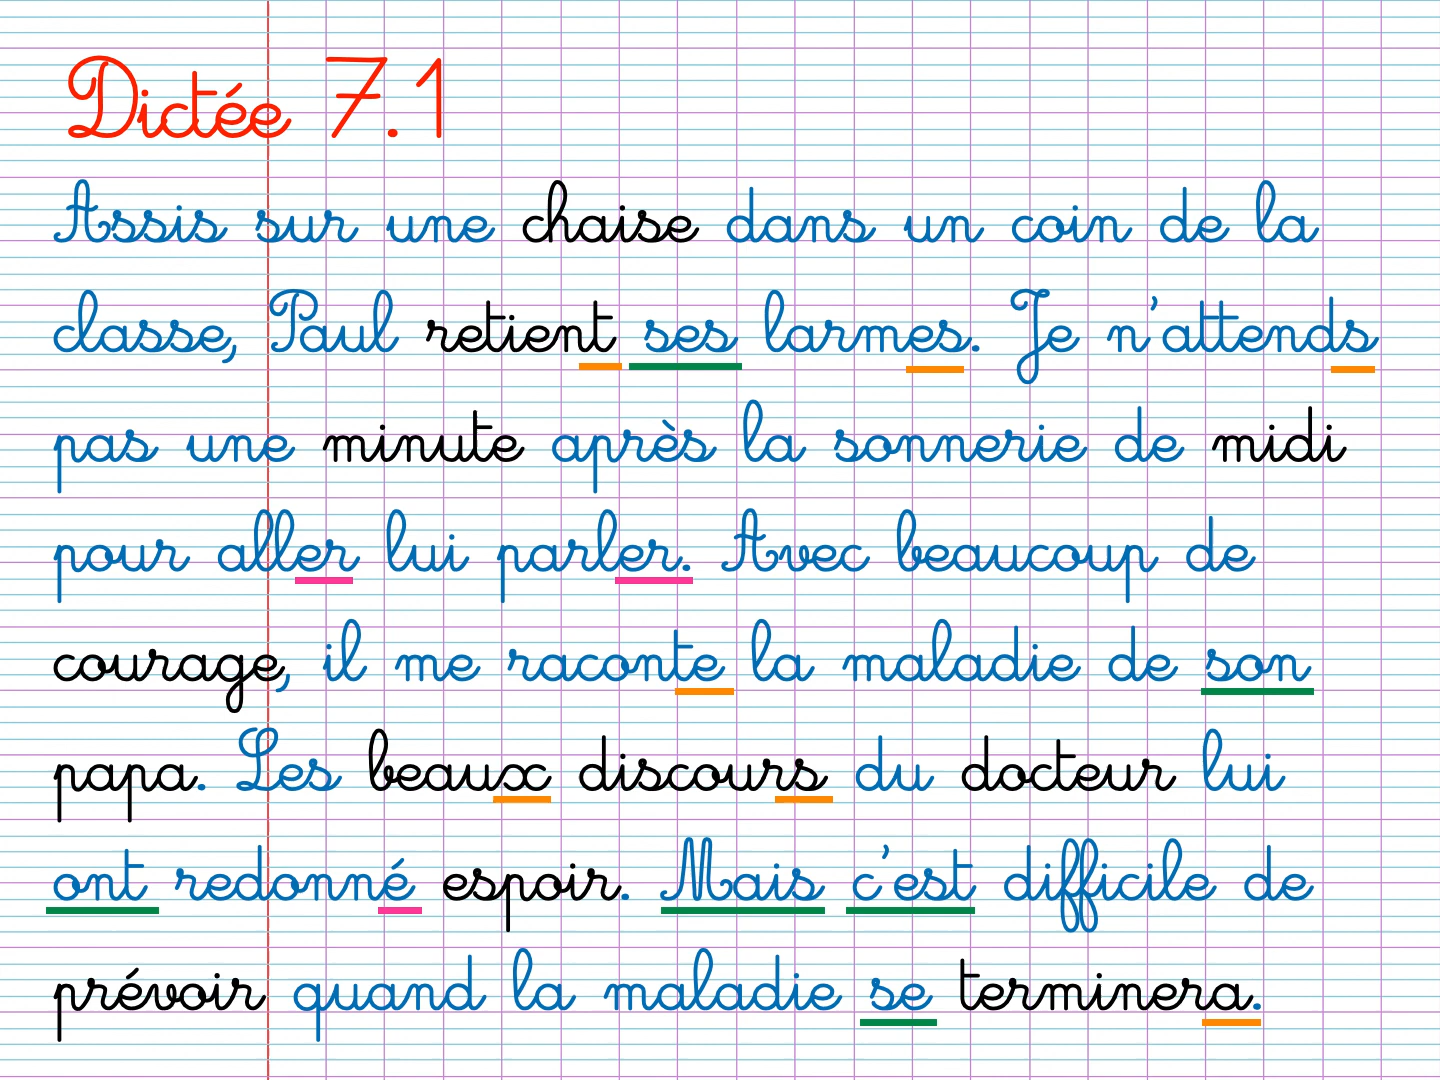 Dictée 7.1
Assis sur une chaise dans un coin de la
classe, Paul retient ses larmes. Je n'attends
pas une minute après la sonnerie de midi
pour aller lui parler. Avec beaucoup de
courage, il me raconte la maladie de son
papa. Les beaux discours du docteur lui
ont redonné espoir. Mais c'est difficile de
prévoir quand la maladie se terminera.